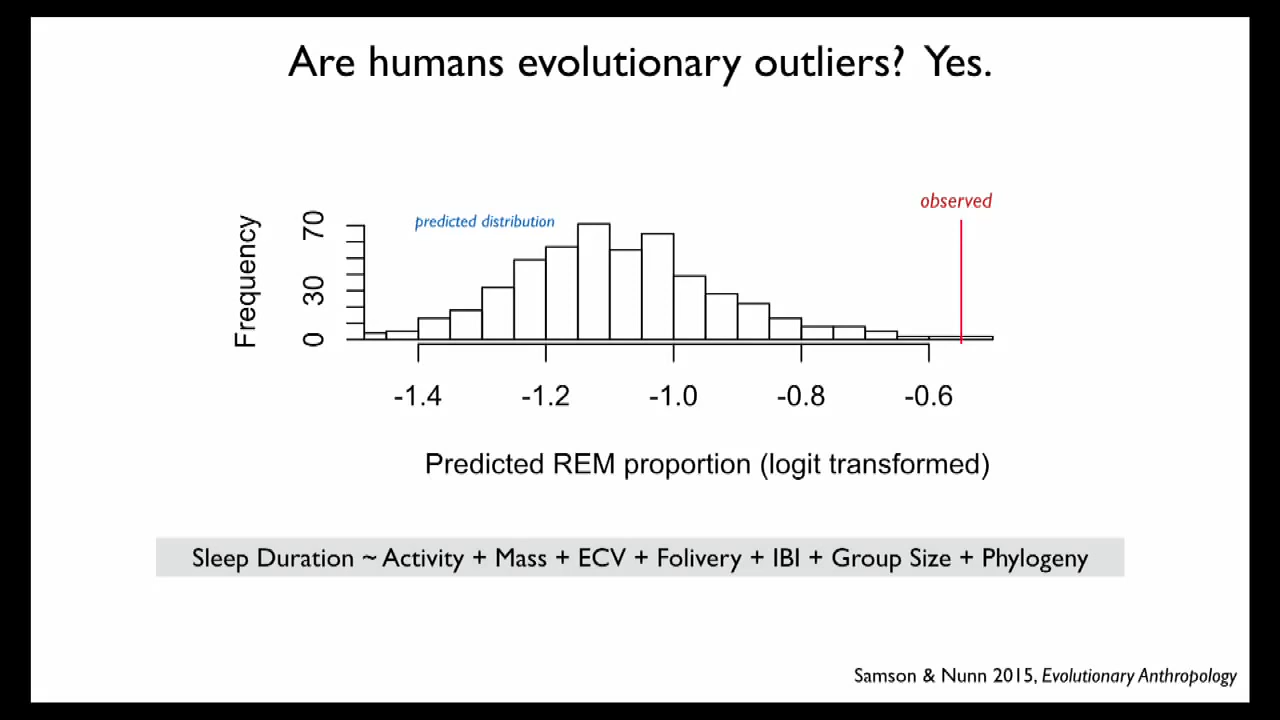 Are humans evolutionary outliers? Yes.
observed
predicted distribution
Frequency
70
30
0
-1.4 -1.2 -1.0 -0.8 -0.6
Predicted REM proportion (logit transformed)
Sleep Duration ~ Activity + Mass + ECV + Folivery + IBI + Group Size + Phylogeny
Samson & Nunn 2015, Evolutionary Anthropology